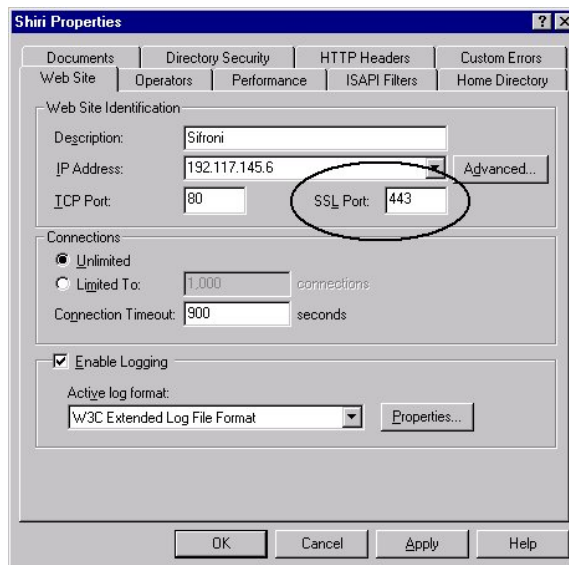 Shiri Properties
Documents Directory Security HTTP Headers Custom Errors
Web Site Operators Performance ISAPI Filters Home Directory
Web Site Identification
Description: Sifroni
IP Address: 192.117.145.6 Advanced...
TCP Port: 80 SSL Port: 443
Connections
Unlimited
Limited To: 1,000 connections
Connection Timeout: 900 seconds
Enable Logging
Active log format:
W3C Extended Log File Format Properties...
OK Cancel Apply Help